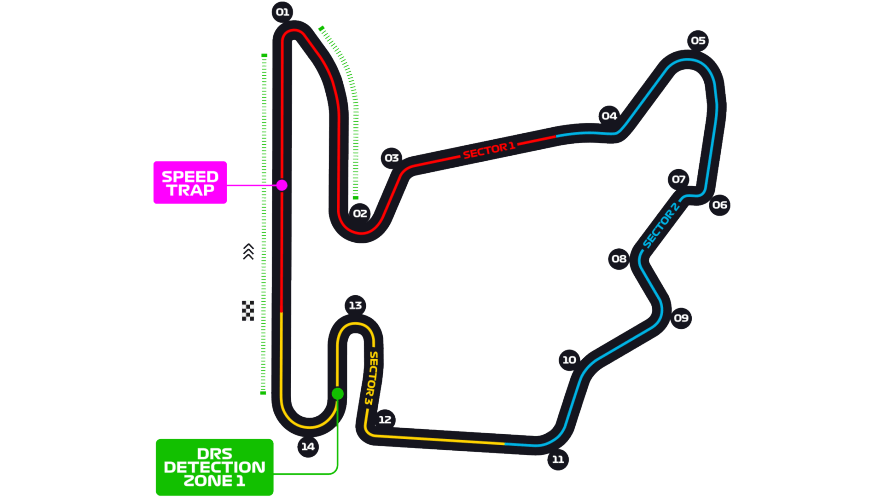 01
05
04
03
SECTOR 1
SPEED
TRAP
07
06
02
SECTOR 2
08
13
09
10
SECTOR 3
12
14
DRS
DETECTION
ZONE 1
11